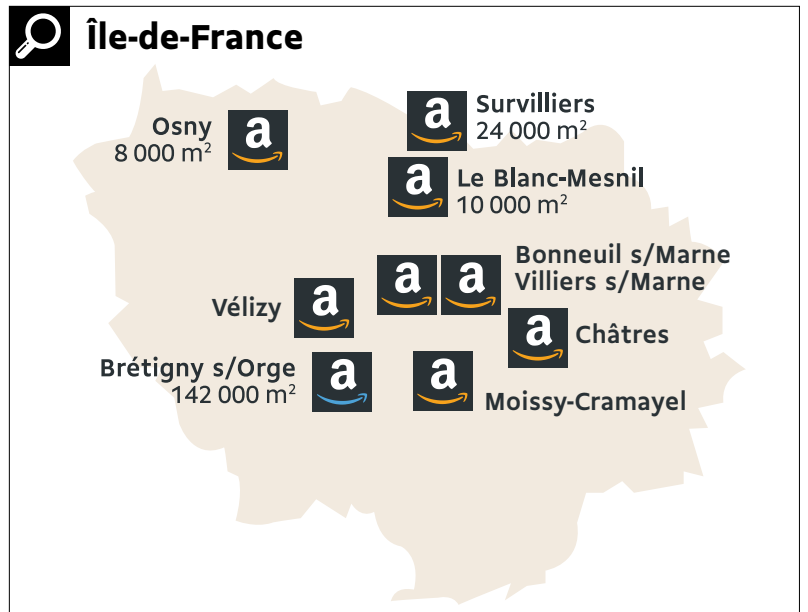 Île-de-France
Osny
8 000 m²
a
a
Survilliers
24 000 m²
a
Le Blanc-Mesnil
10 000 m²
a
a
Bonneuil s/Marne
Villiers s/Marne
Vélizy
a
a
Châtres
Brétigny s/Orge
142 000 m²
a
a
Moissy-Cramayel